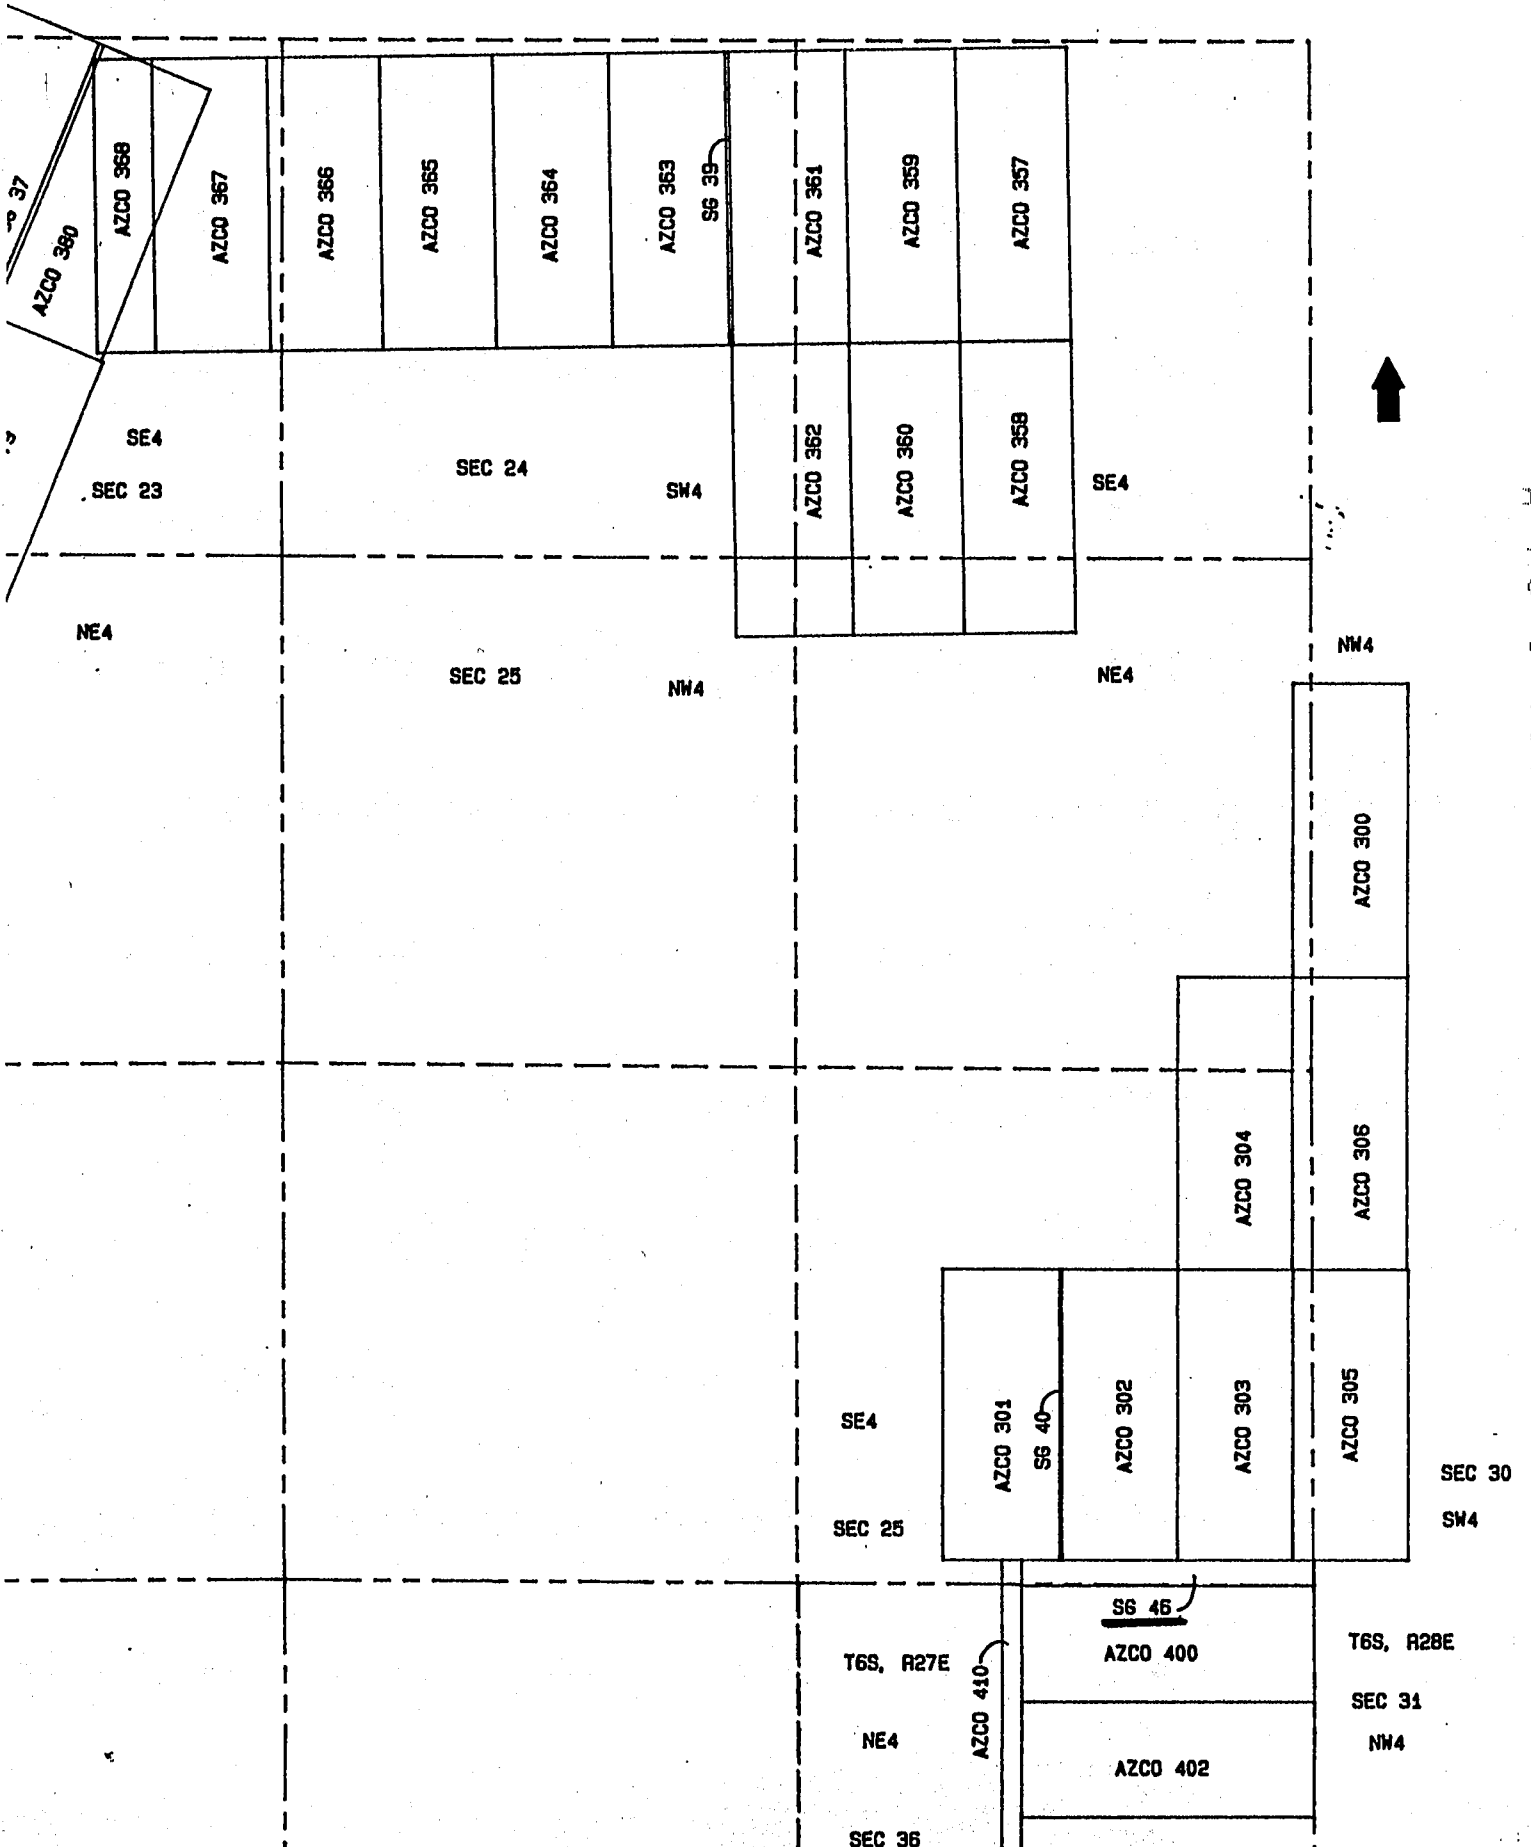 37
AZCO 380
AZCO 368
AZCO 367
AZCO 366
AZCO 365
AZCO 364
AZCO 363
SG 39
AZCO 361
AZCO 359
AZCO 357
AZCO 362
AZCO 360
AZCO 358
SE4
SEC 23
SEC 24
SW4
SE4
NE4
SEC 25
NW4
NE4
NW4
AZCO 300
AZCO 304
AZCO 306
AZCO 301
SG 40
AZCO 302
AZCO 303
AZCO 305
SE4
SEC 25
SEC 30
SW4
SG 46
AZCO 400
T6S, R27E
AZCO 410
T6S, R28E
SEC 31
NE4
NW4
AZCO 402
SEC 36